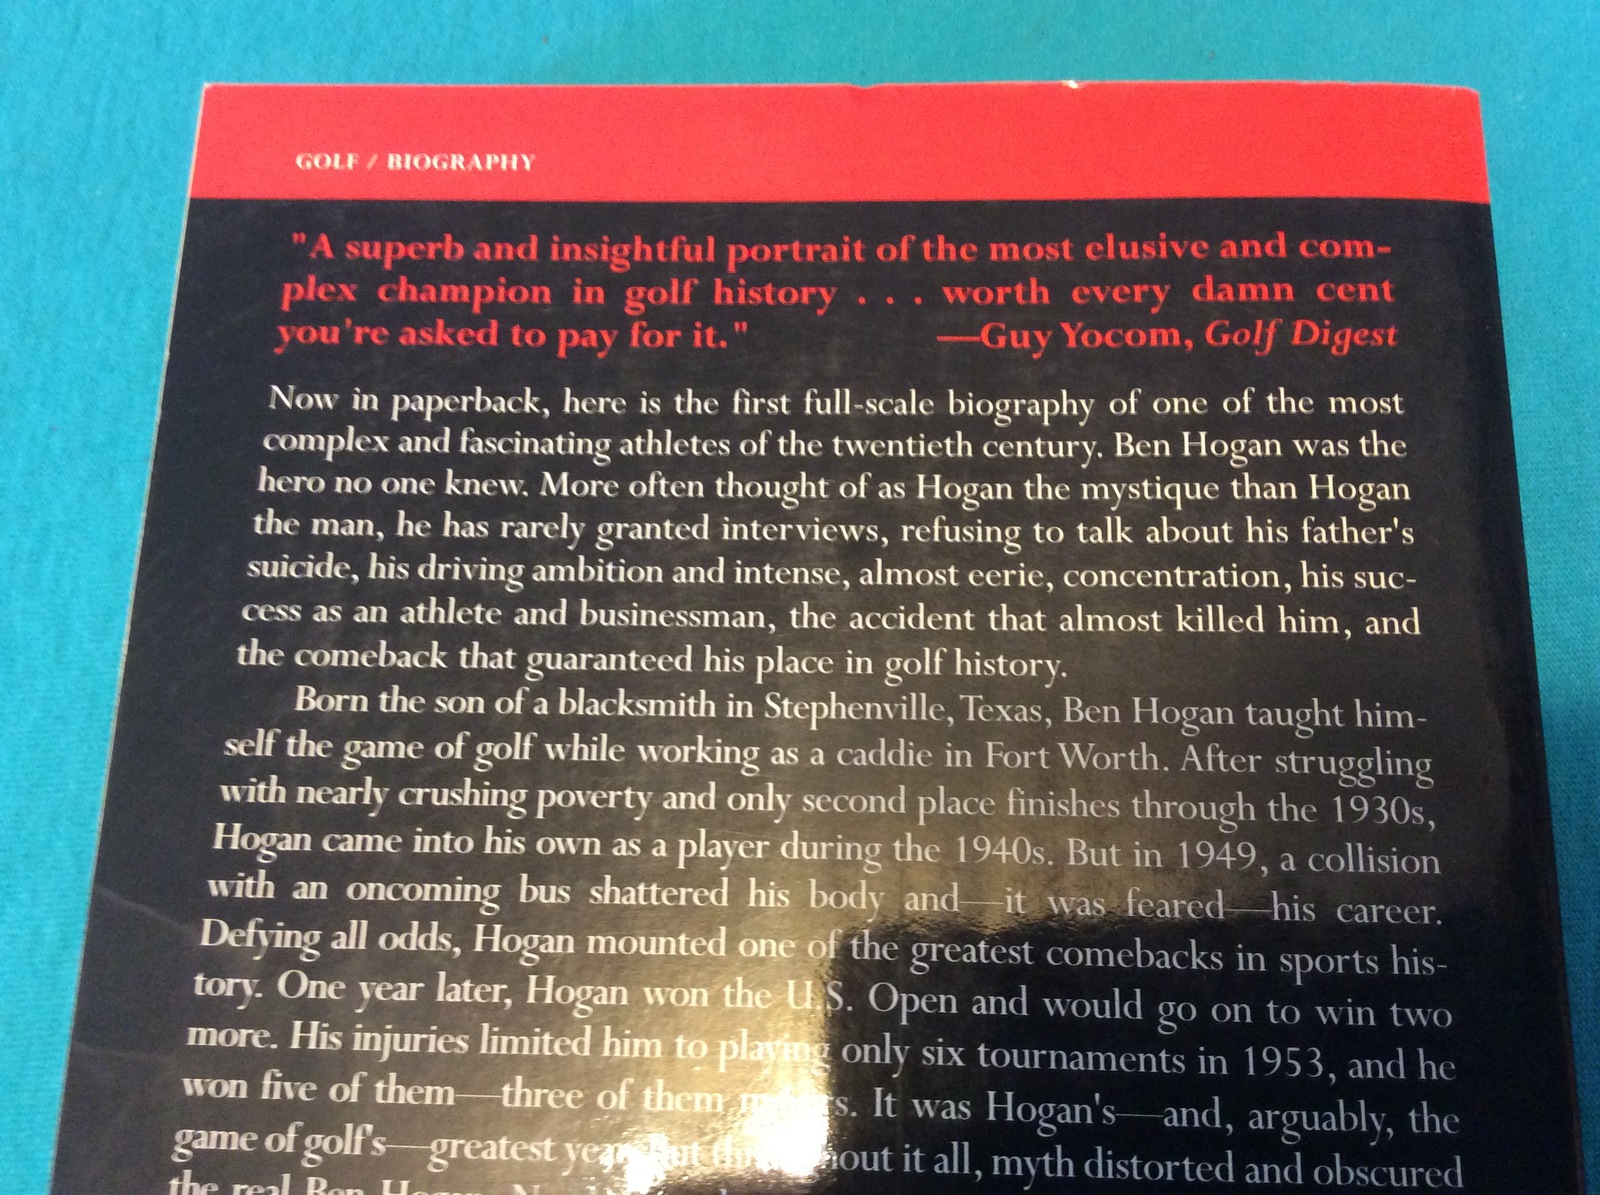 GOLF / BIOGRAPHY
"A superb and insightful portrait of the most elusive and com-
plex champion in golf history . . . worth every damn cent
you're asked to pay for it." —Guy Yocom, Golf Digest
Now in paperback, here is the first full-scale biography of one of the most
complex and fascinating athletes of the twentieth century. Ben Hogan was the
hero no one knew. More often thought of as Hogan the mystique than Hogan
the man, he has rarely granted interviews, refusing to talk about his father's
suicide, his driving ambition and intense, almost eerie, concentration, his suc-
cess as an athlete and businessman, the accident that almost killed him, and
the comeback that guaranteed his place in golf history.
Born the son of a blacksmith in Stephenville, Texas, Ben Hogan taught him-
self the game of golf while working as a caddie in Fort Worth. After struggling
with nearly crushing poverty and only second place finishes through the 1930s,
Hogan came into his own as a player during the 1940s. But in 1949, a collision
with an oncoming bus shattered his body and—it was feared—his career.
Defying all odds, Hogan mounted one of the greatest comebacks in sports his-
tory. One year later, Hogan won the U.S. Open and would go on to win two
more. His injuries limited him to playing only six tournaments in 1953, and he
won five of them—three of them majors. It was Hogan's—and, arguably, the
game of golf's—greatest year. But throughout it all, myth distorted and obscured
the real Ben Hogan.